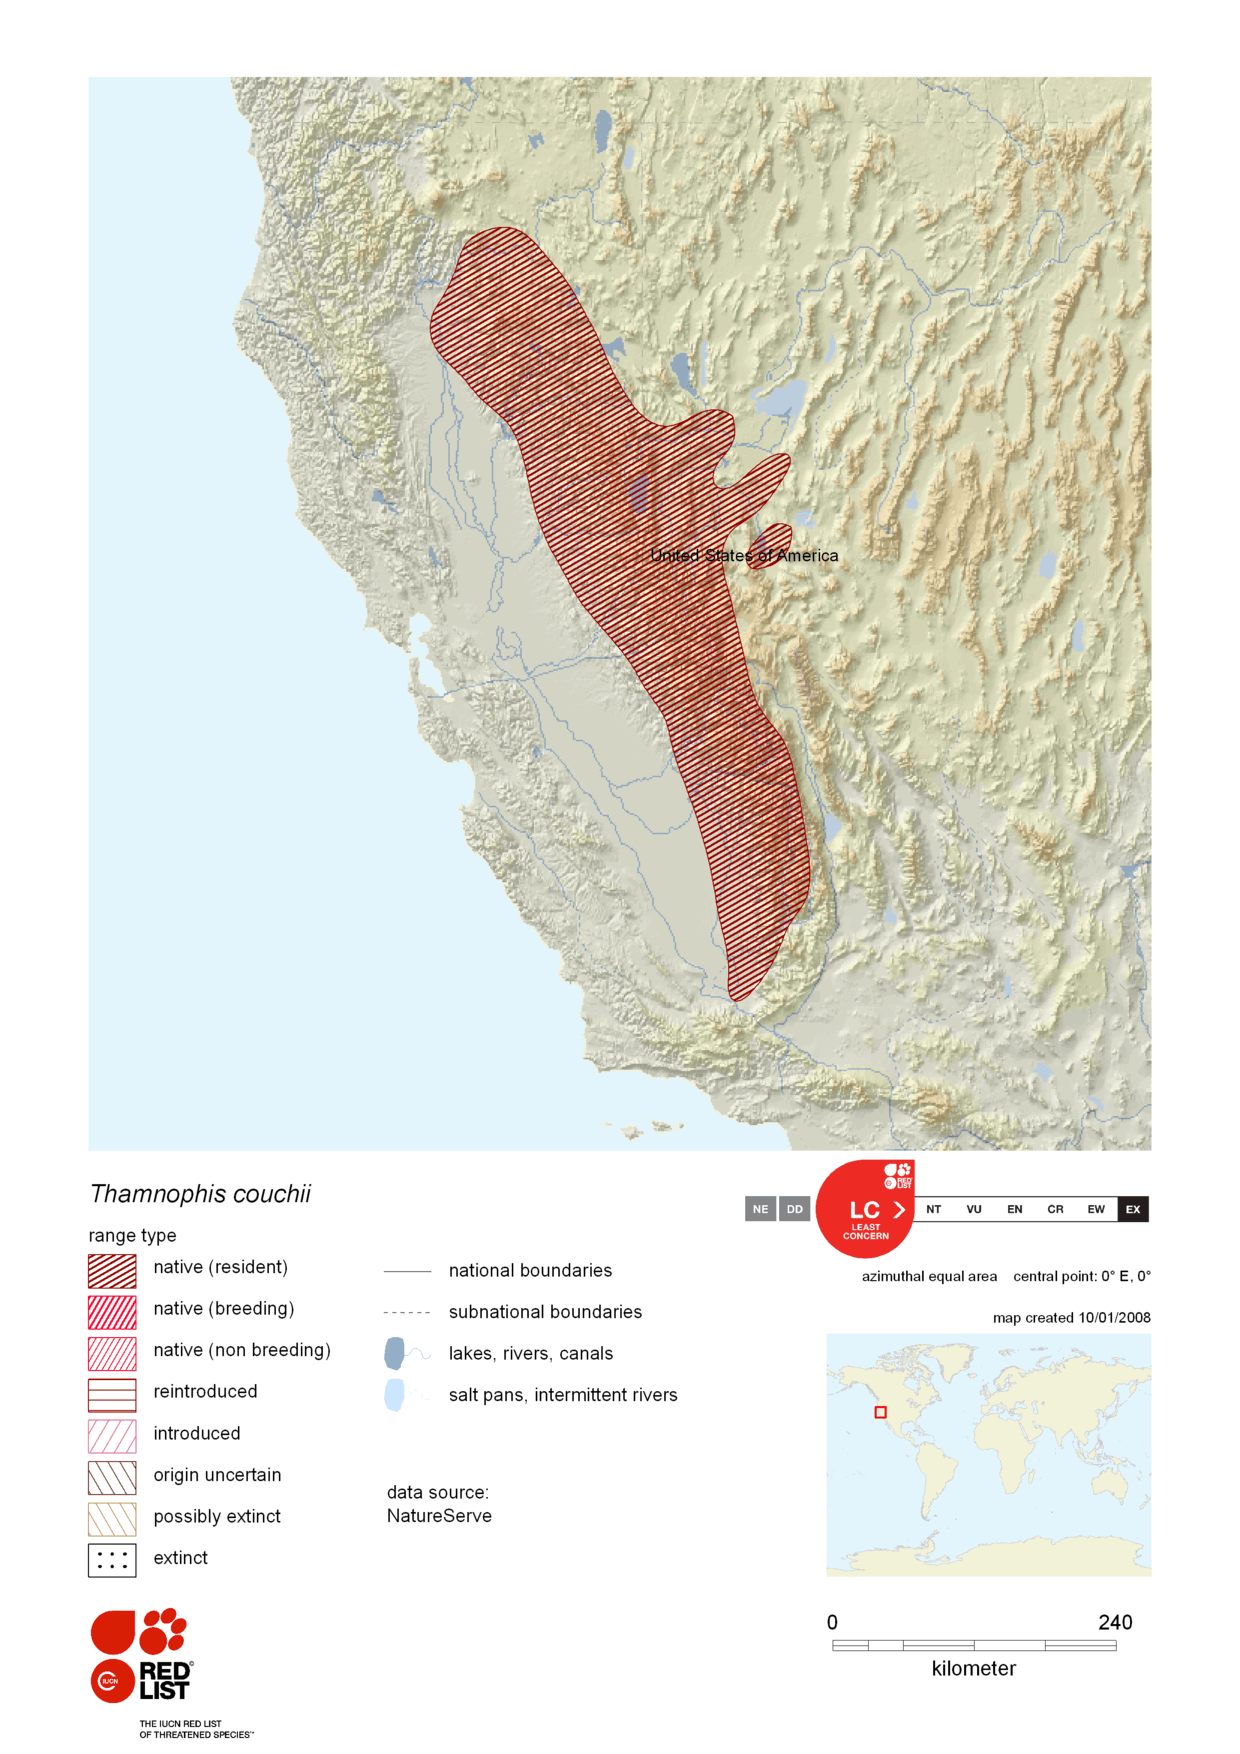 United States of America
Thamnophis couchii
range type
native (resident)
native (breeding)
native (non breeding)
reintroduced
introduced
origin uncertain
possibly extinct
extinct
national boundaries
subnational boundaries
lakes, rivers, canals
salt pans, intermittent rivers
data source:
NatureServe
NE DD LC NT VU EN CR EW EX
LEAST
CONCERN
RED
LIST
azimuthal equal area central point: 0° E, 0°
map created 10/01/2008
0 240
kilometer
IUCN
RED©
LIST
THE IUCN RED LIST
OF THREATENED SPECIES™